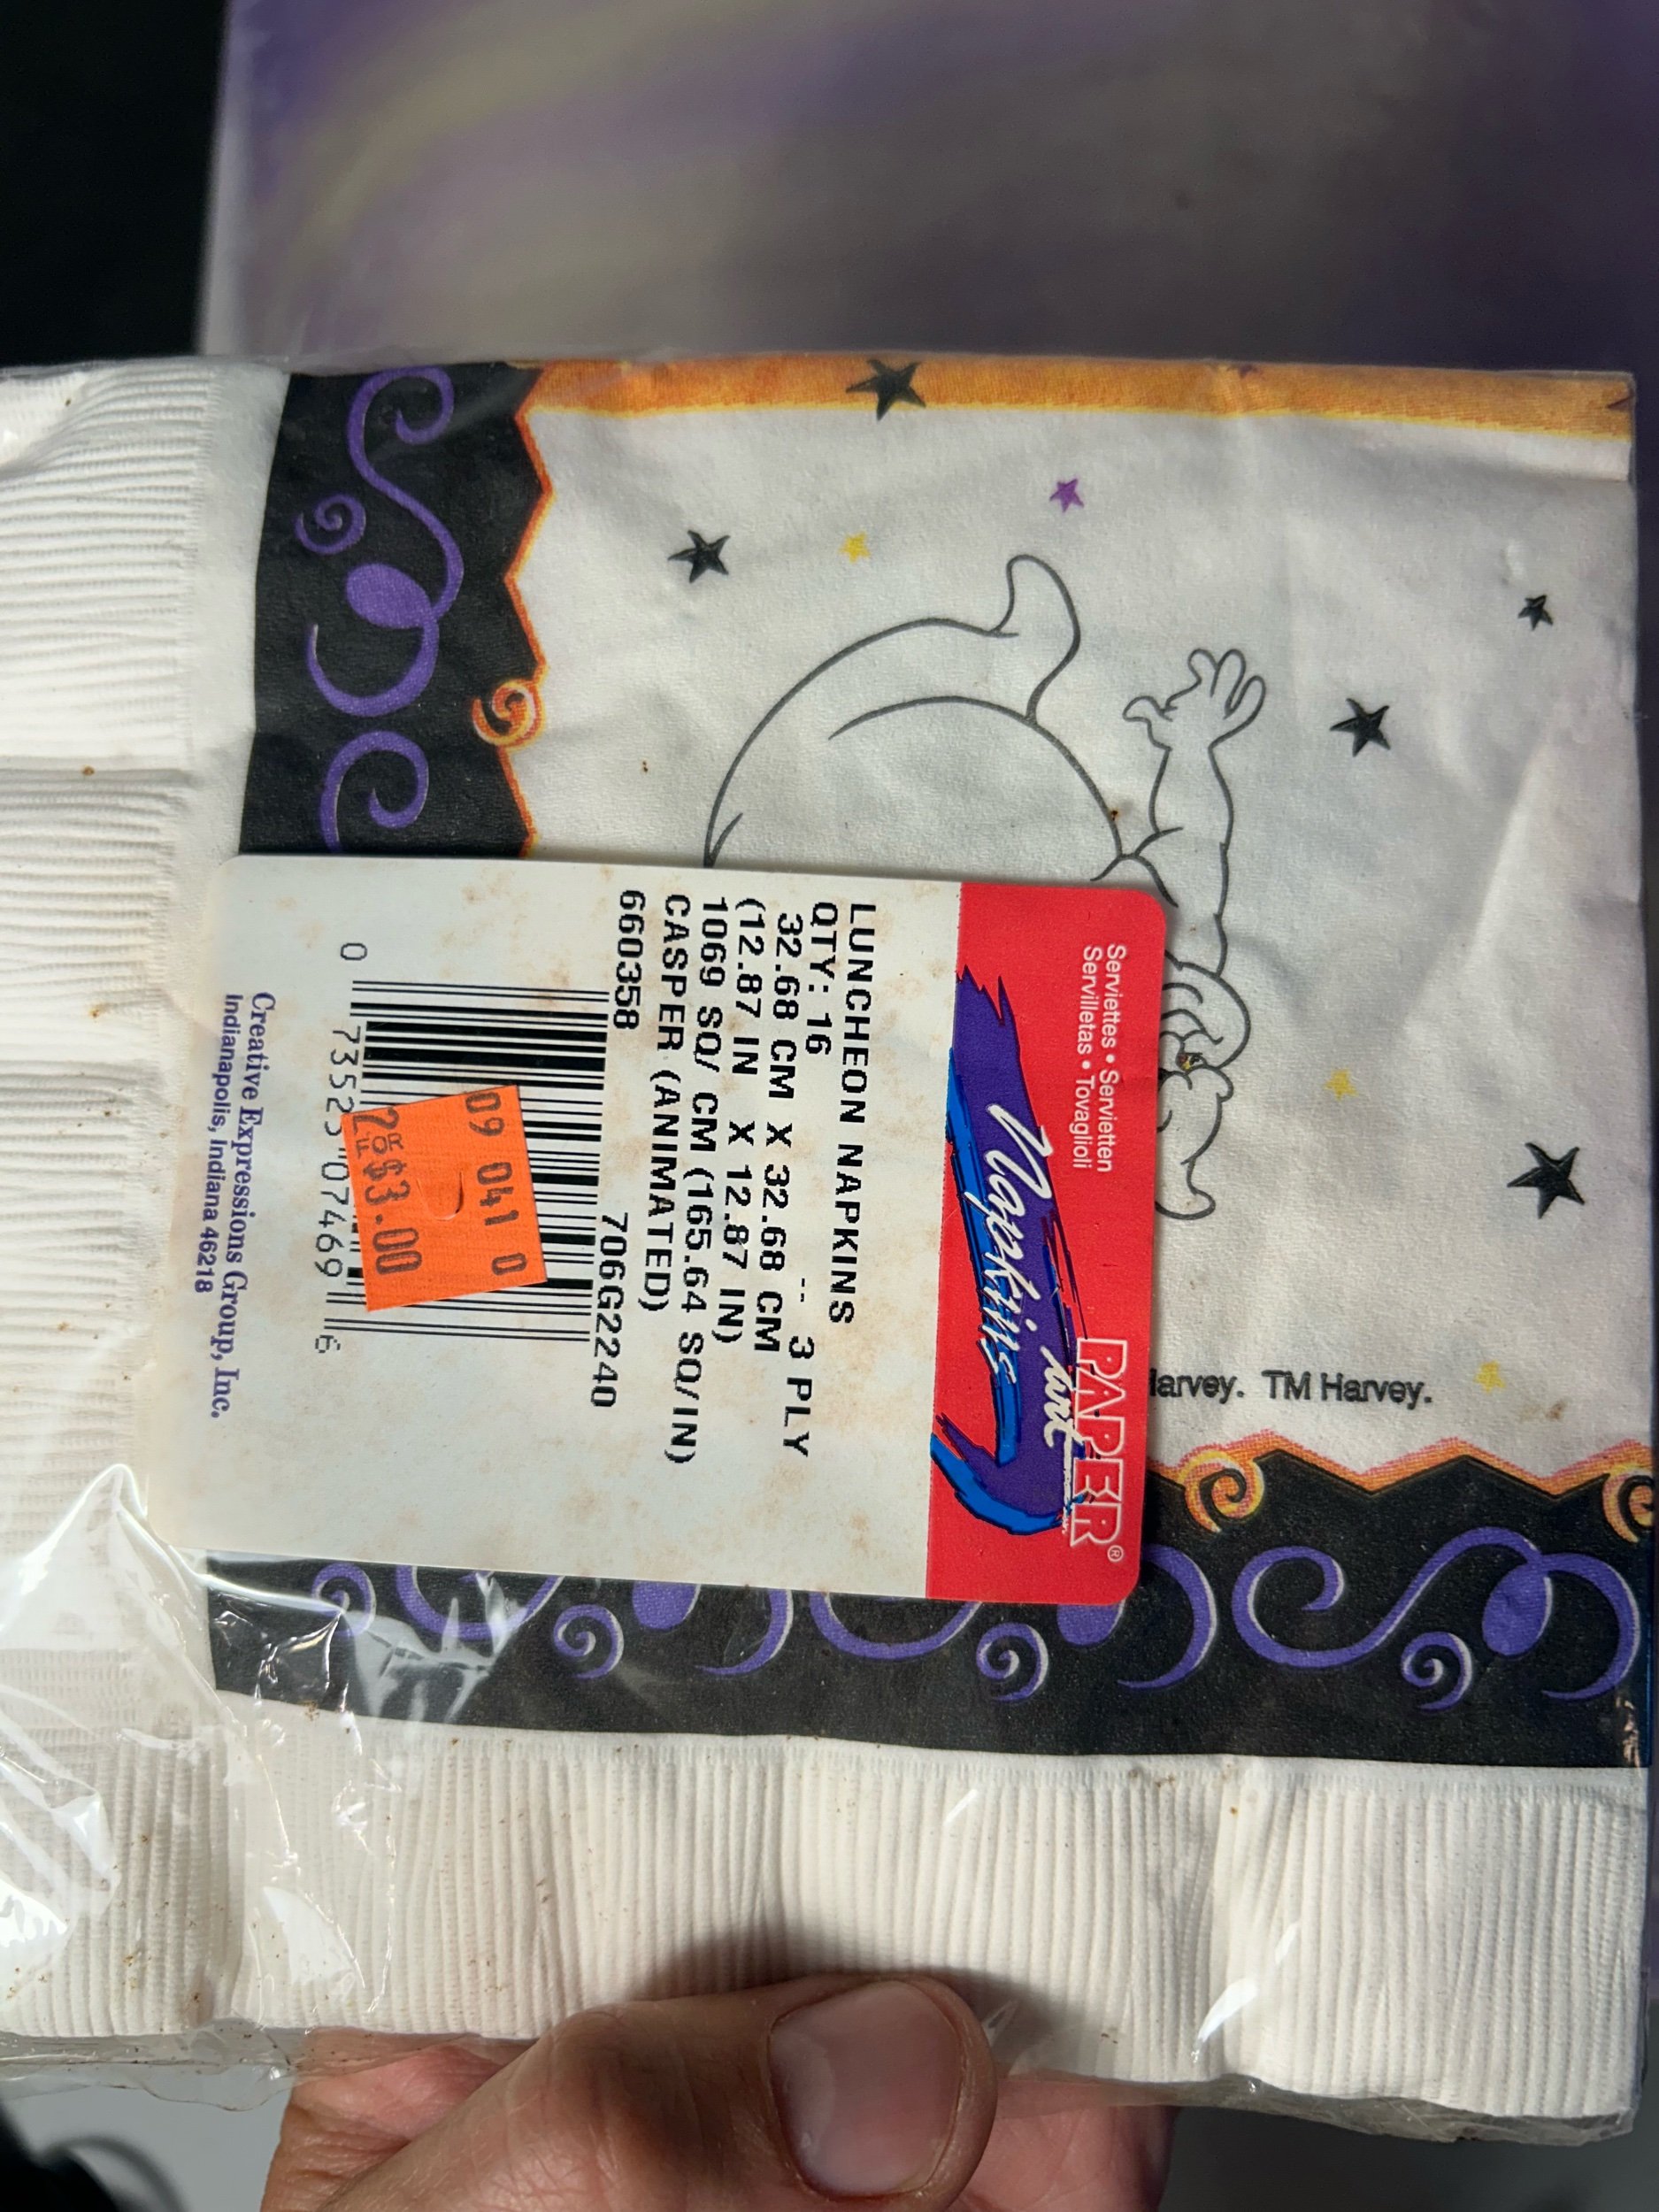 Serviettes • Servietten
Servilletas • Tovaglioli
PAPER®
art
Napkins
LUNCHEON NAPKINS
QTY: 16 -- 3 PLY
32.68 CM X 32.68 CM
(12.87 IN X 12.87 IN)
1069 SQ/ CM (165.64 SQ/IN)
CASPER (ANIMATED)
660358 706G2240
09 041 0
2 FOR $3.00
0 73525 07469 6
Creative Expressions Group, Inc.
Indianapolis, Indiana 46218
Harvey. TM Harvey.